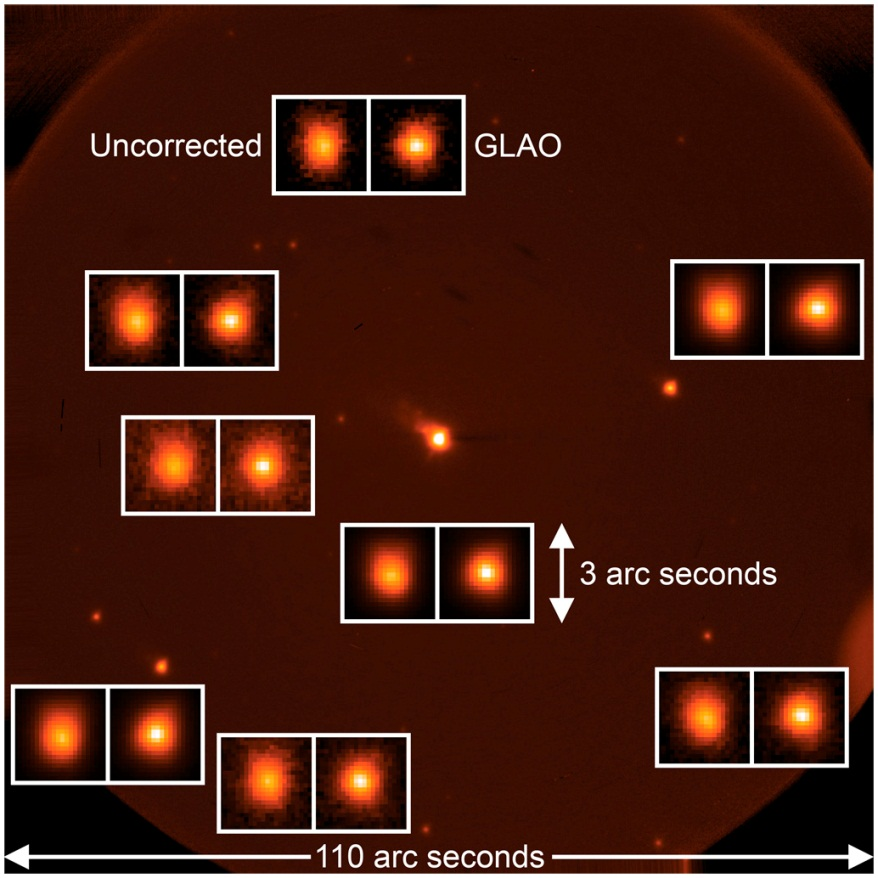 Uncorrected
GLAO
3 arc seconds
110 arc seconds